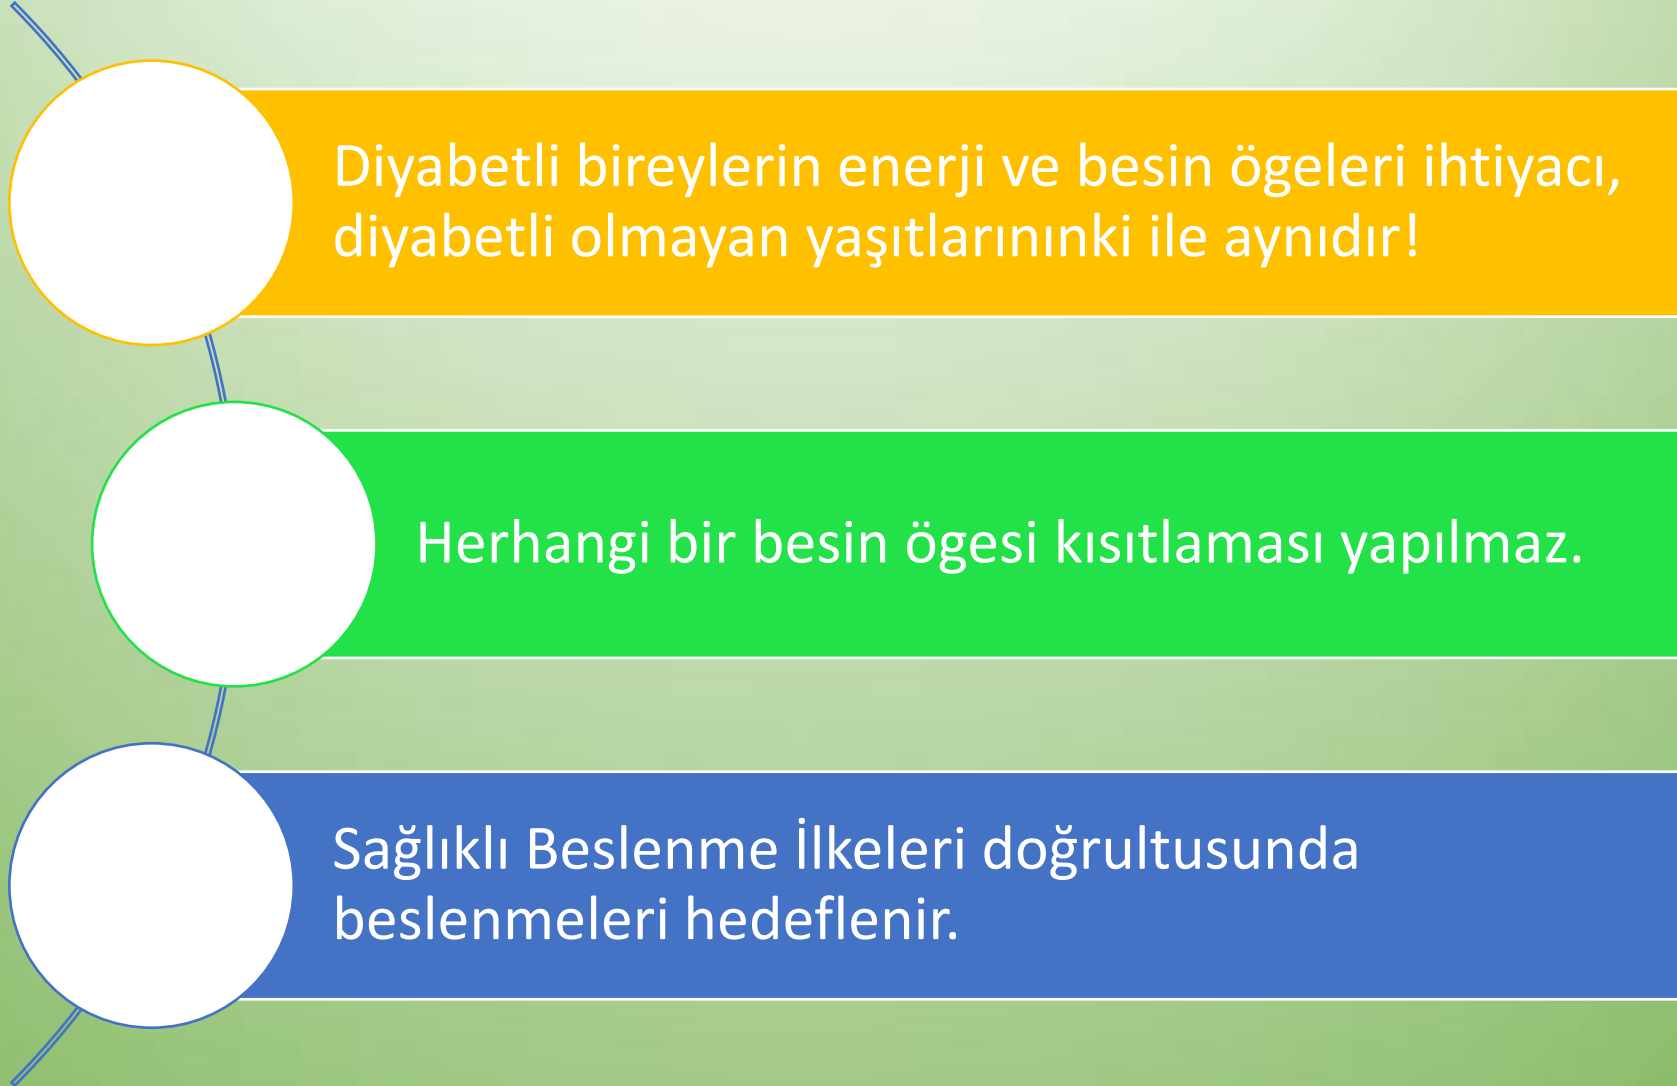 Diyabetli bireylerin enerji ve besin ögeleri ihtiyacı,
diyabetli olmayan yaşıtlarınınki ile aynıdır!
Herhangi bir besin ögesi kısıtlaması yapılmaz.
Sağlıklı Beslenme İlkeleri doğrultusunda
beslenmeleri hedeflenir.